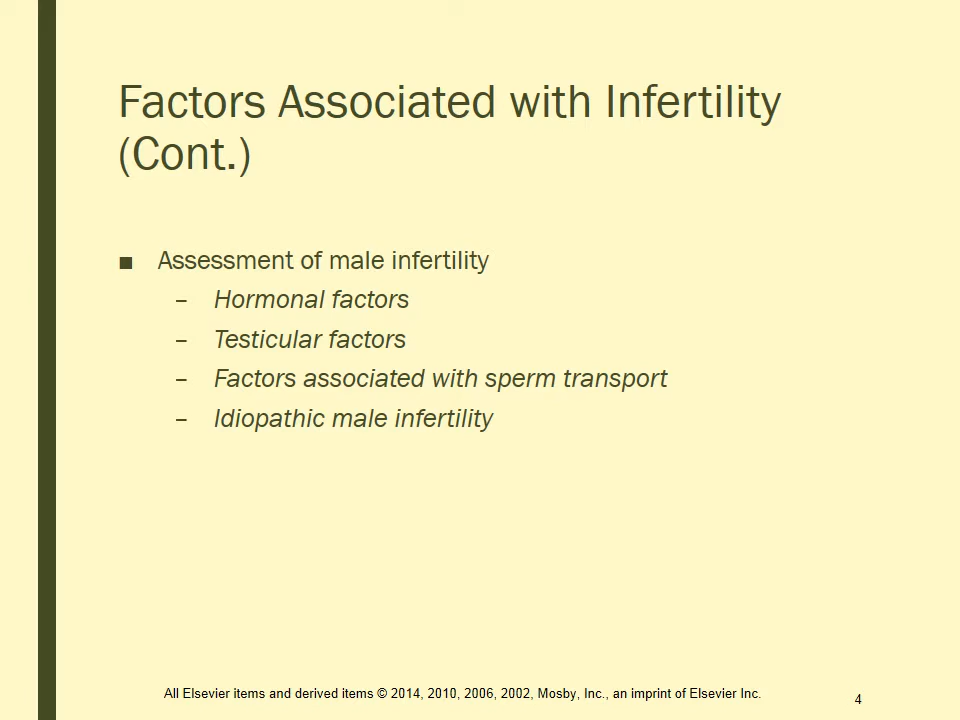 Factors Associated with Infertility
(Cont.)
■ Assessment of male infertility
– Hormonal factors
– Testicular factors
– Factors associated with sperm transport
– Idiopathic male infertility
All Elsevier items and derived items © 2014, 2010, 2006, 2002, Mosby, Inc., an imprint of Elsevier Inc.
4